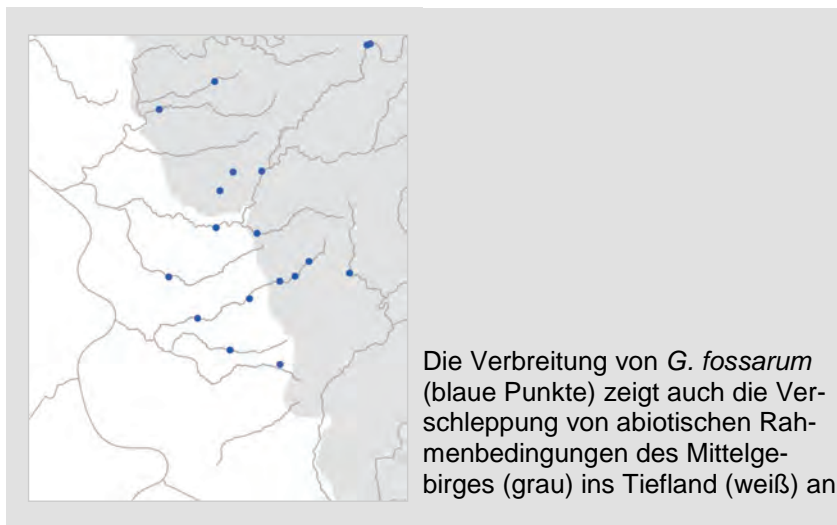 Die Verbreitung von G. fossarum
(blaue Punkte) zeigt auch die Ver-
schleppung von abiotischen Rah-
menbedingungen des Mittelge-
birges (grau) ins Tiefland (weiß) an